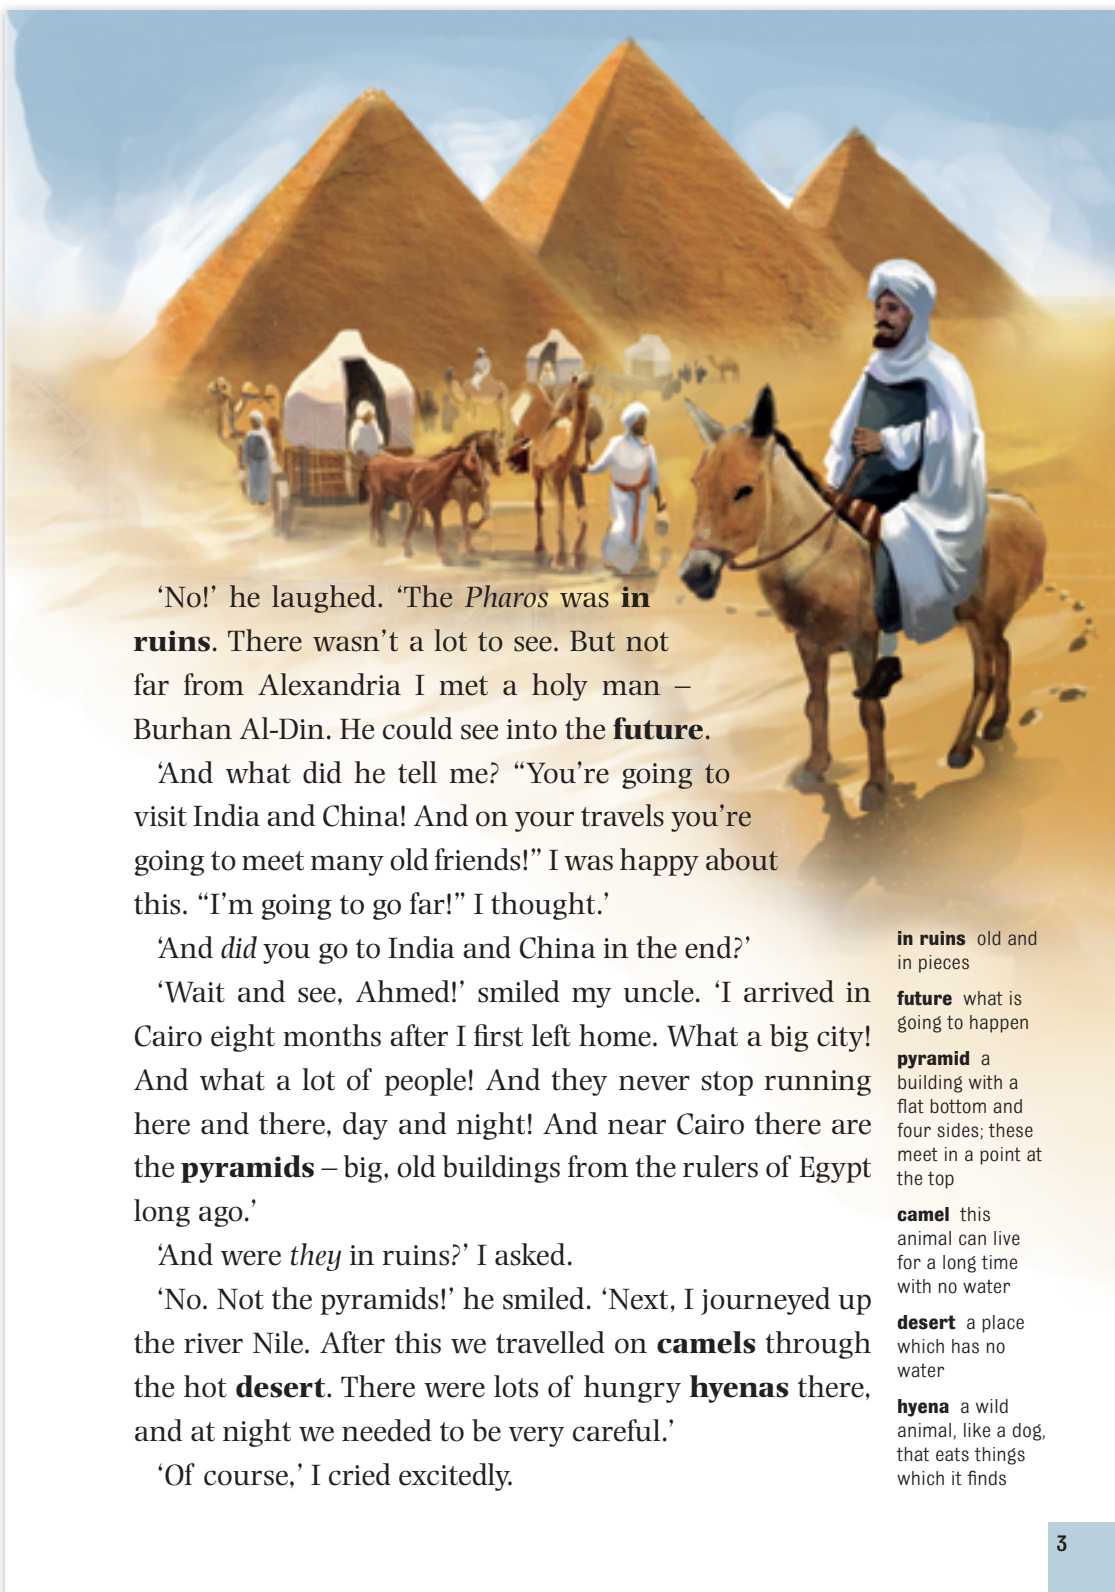 ‘No!’ he laughed. ‘The Pharos was in
ruins. There wasn’t a lot to see. But not
far from Alexandria I met a holy man –
Burhan Al-Din. He could see into the future.
‘And what did he tell me? “You’re going to
visit India and China! And on your travels you’re
going to meet many old friends!” I was happy about
this. “I’m going to go far!” I thought.’
‘And did you go to India and China in the end?’
‘Wait and see, Ahmed!’ smiled my uncle. ‘I arrived in
Cairo eight months after I first left home. What a big city!
And what a lot of people! And they never stop running
here and there, day and night! And near Cairo there are
the pyramids – big, old buildings from the rulers of Egypt
long ago.’
‘And were they in ruins?’ I asked.
‘No. Not the pyramids!’ he smiled. ‘Next, I journeyed up
the river Nile. After this we travelled on camels through
the hot desert. There were lots of hungry hyenas there,
and at night we needed to be very careful.’
‘Of course,’ I cried excitedly.
in ruins old and
in pieces
future what is
going to happen
pyramid a
building with a
flat bottom and
four sides; these
meet in a point at
the top
camel this
animal can live
for a long time
with no water
desert a place
which has no
water
hyena a wild
animal, like a dog,
that eats things
which it finds
3